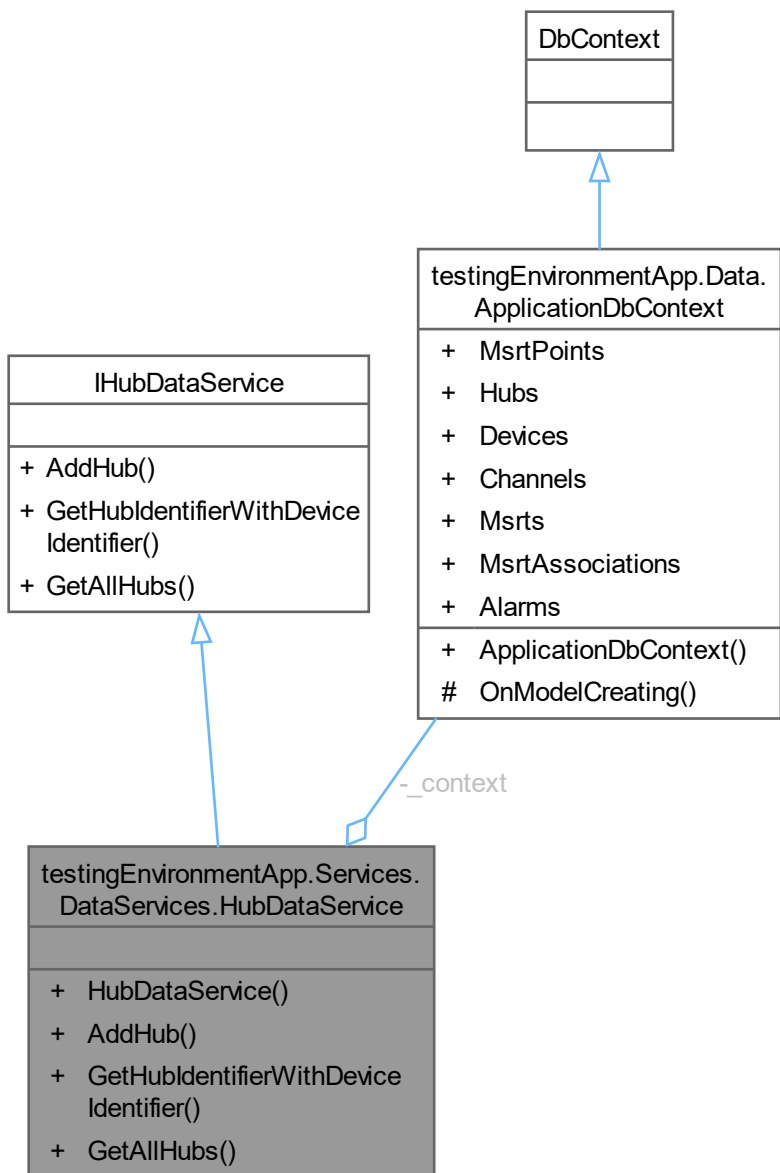 DbContext
testingEnvironmentApp.Data.
ApplicationDbContext
+ MsrtPoints
+ Hubs
+ Devices
+ Channels
+ Msrts
+ MsrtAssociations
+ Alarms
+ ApplicationDbContext()
# OnModelCreating()
IHubDataService
+ AddHub()
+ GetHubIdentifierWithDevice
Identifier()
+ GetAllHubs()
-_context
testingEnvironmentApp.Services.
DataServices.HubDataService
+ HubDataService()
+ AddHub()
+ GetHubIdentifierWithDevice
Identifier()
+ GetAllHubs()